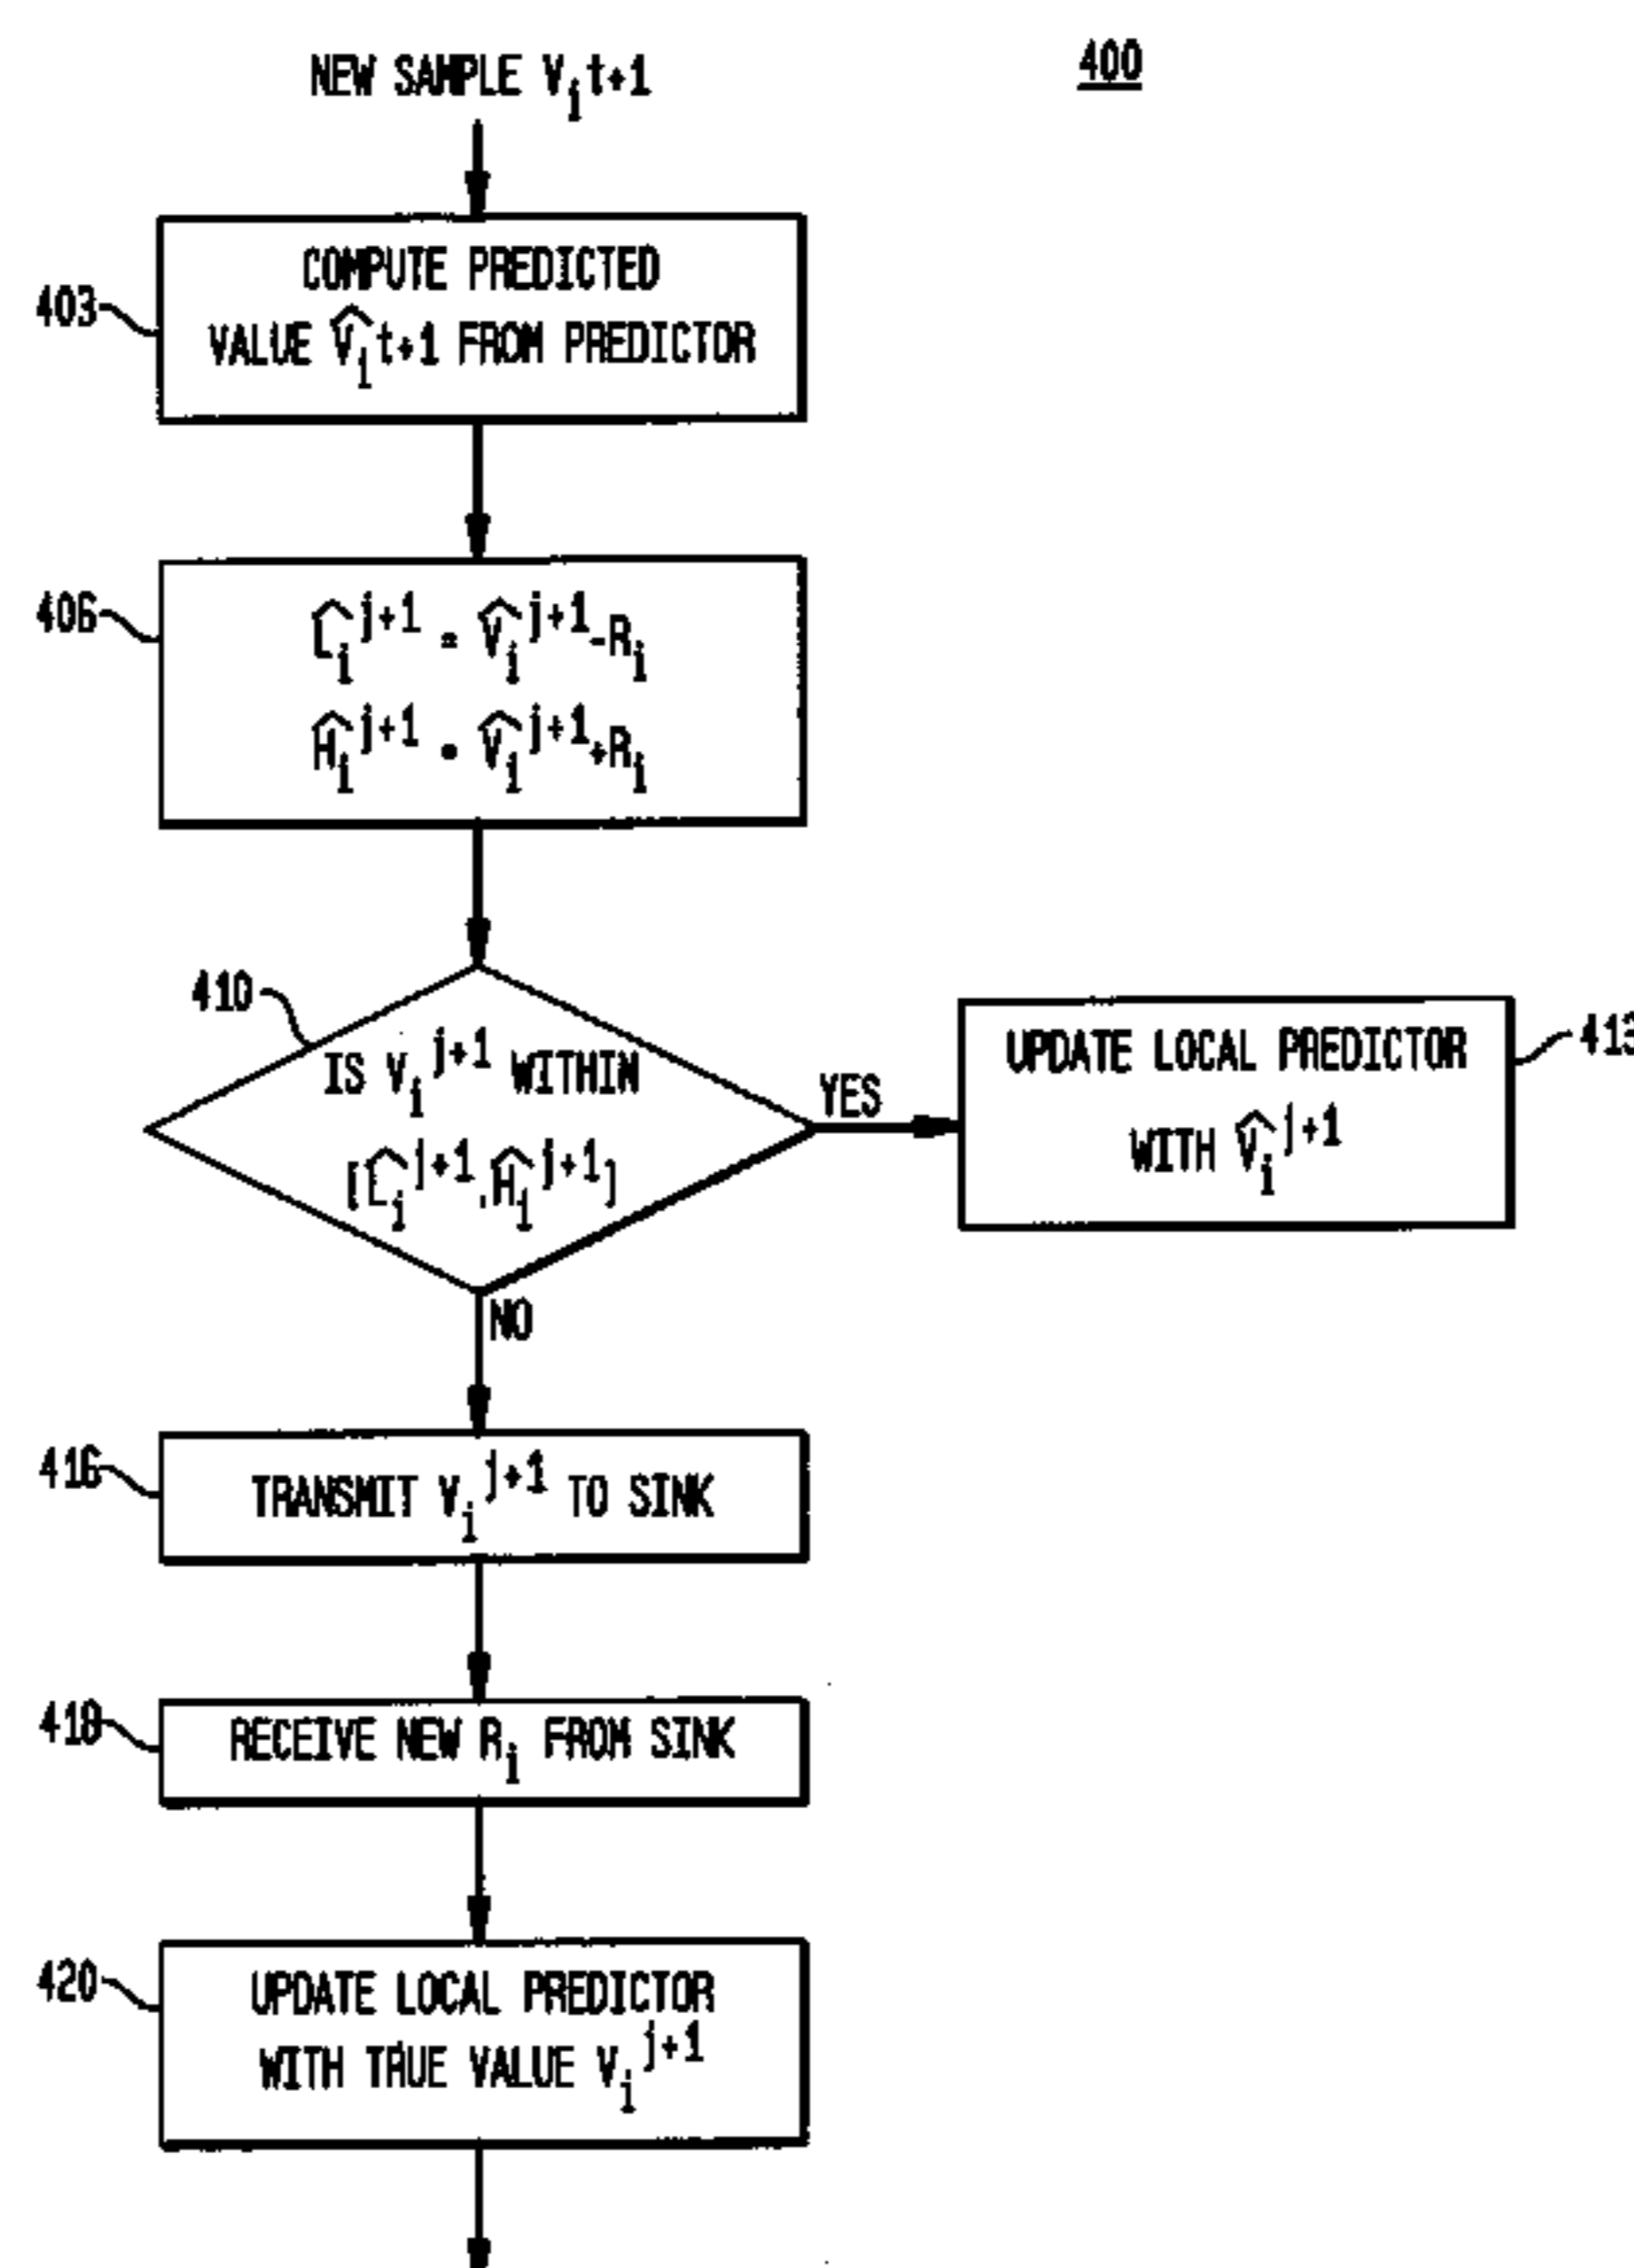 NEW SAMPLE V_i t+1
400
403
COMPUTE PREDICTED
VALUE V̂_i t+1 FROM PREDICTOR
406
L̂_i^{j+1} = V̂_i^{j+1} - R_i
Ĥ_i^{j+1} = V̂_i^{j+1} + R_i
410
IS V_i^{j+1} WITHIN
[L̂_i^{j+1}, Ĥ_i^{j+1}]
YES
UPDATE LOCAL PREDICTOR
WITH V̂_i^{j+1}
413
NO
416
TRANSMIT V_i^{j+1} TO SINK
418
RECEIVE NEW R_i FROM SINK
420
UPDATE LOCAL PREDICTOR
WITH TRUE VALUE V_i^{j+1}